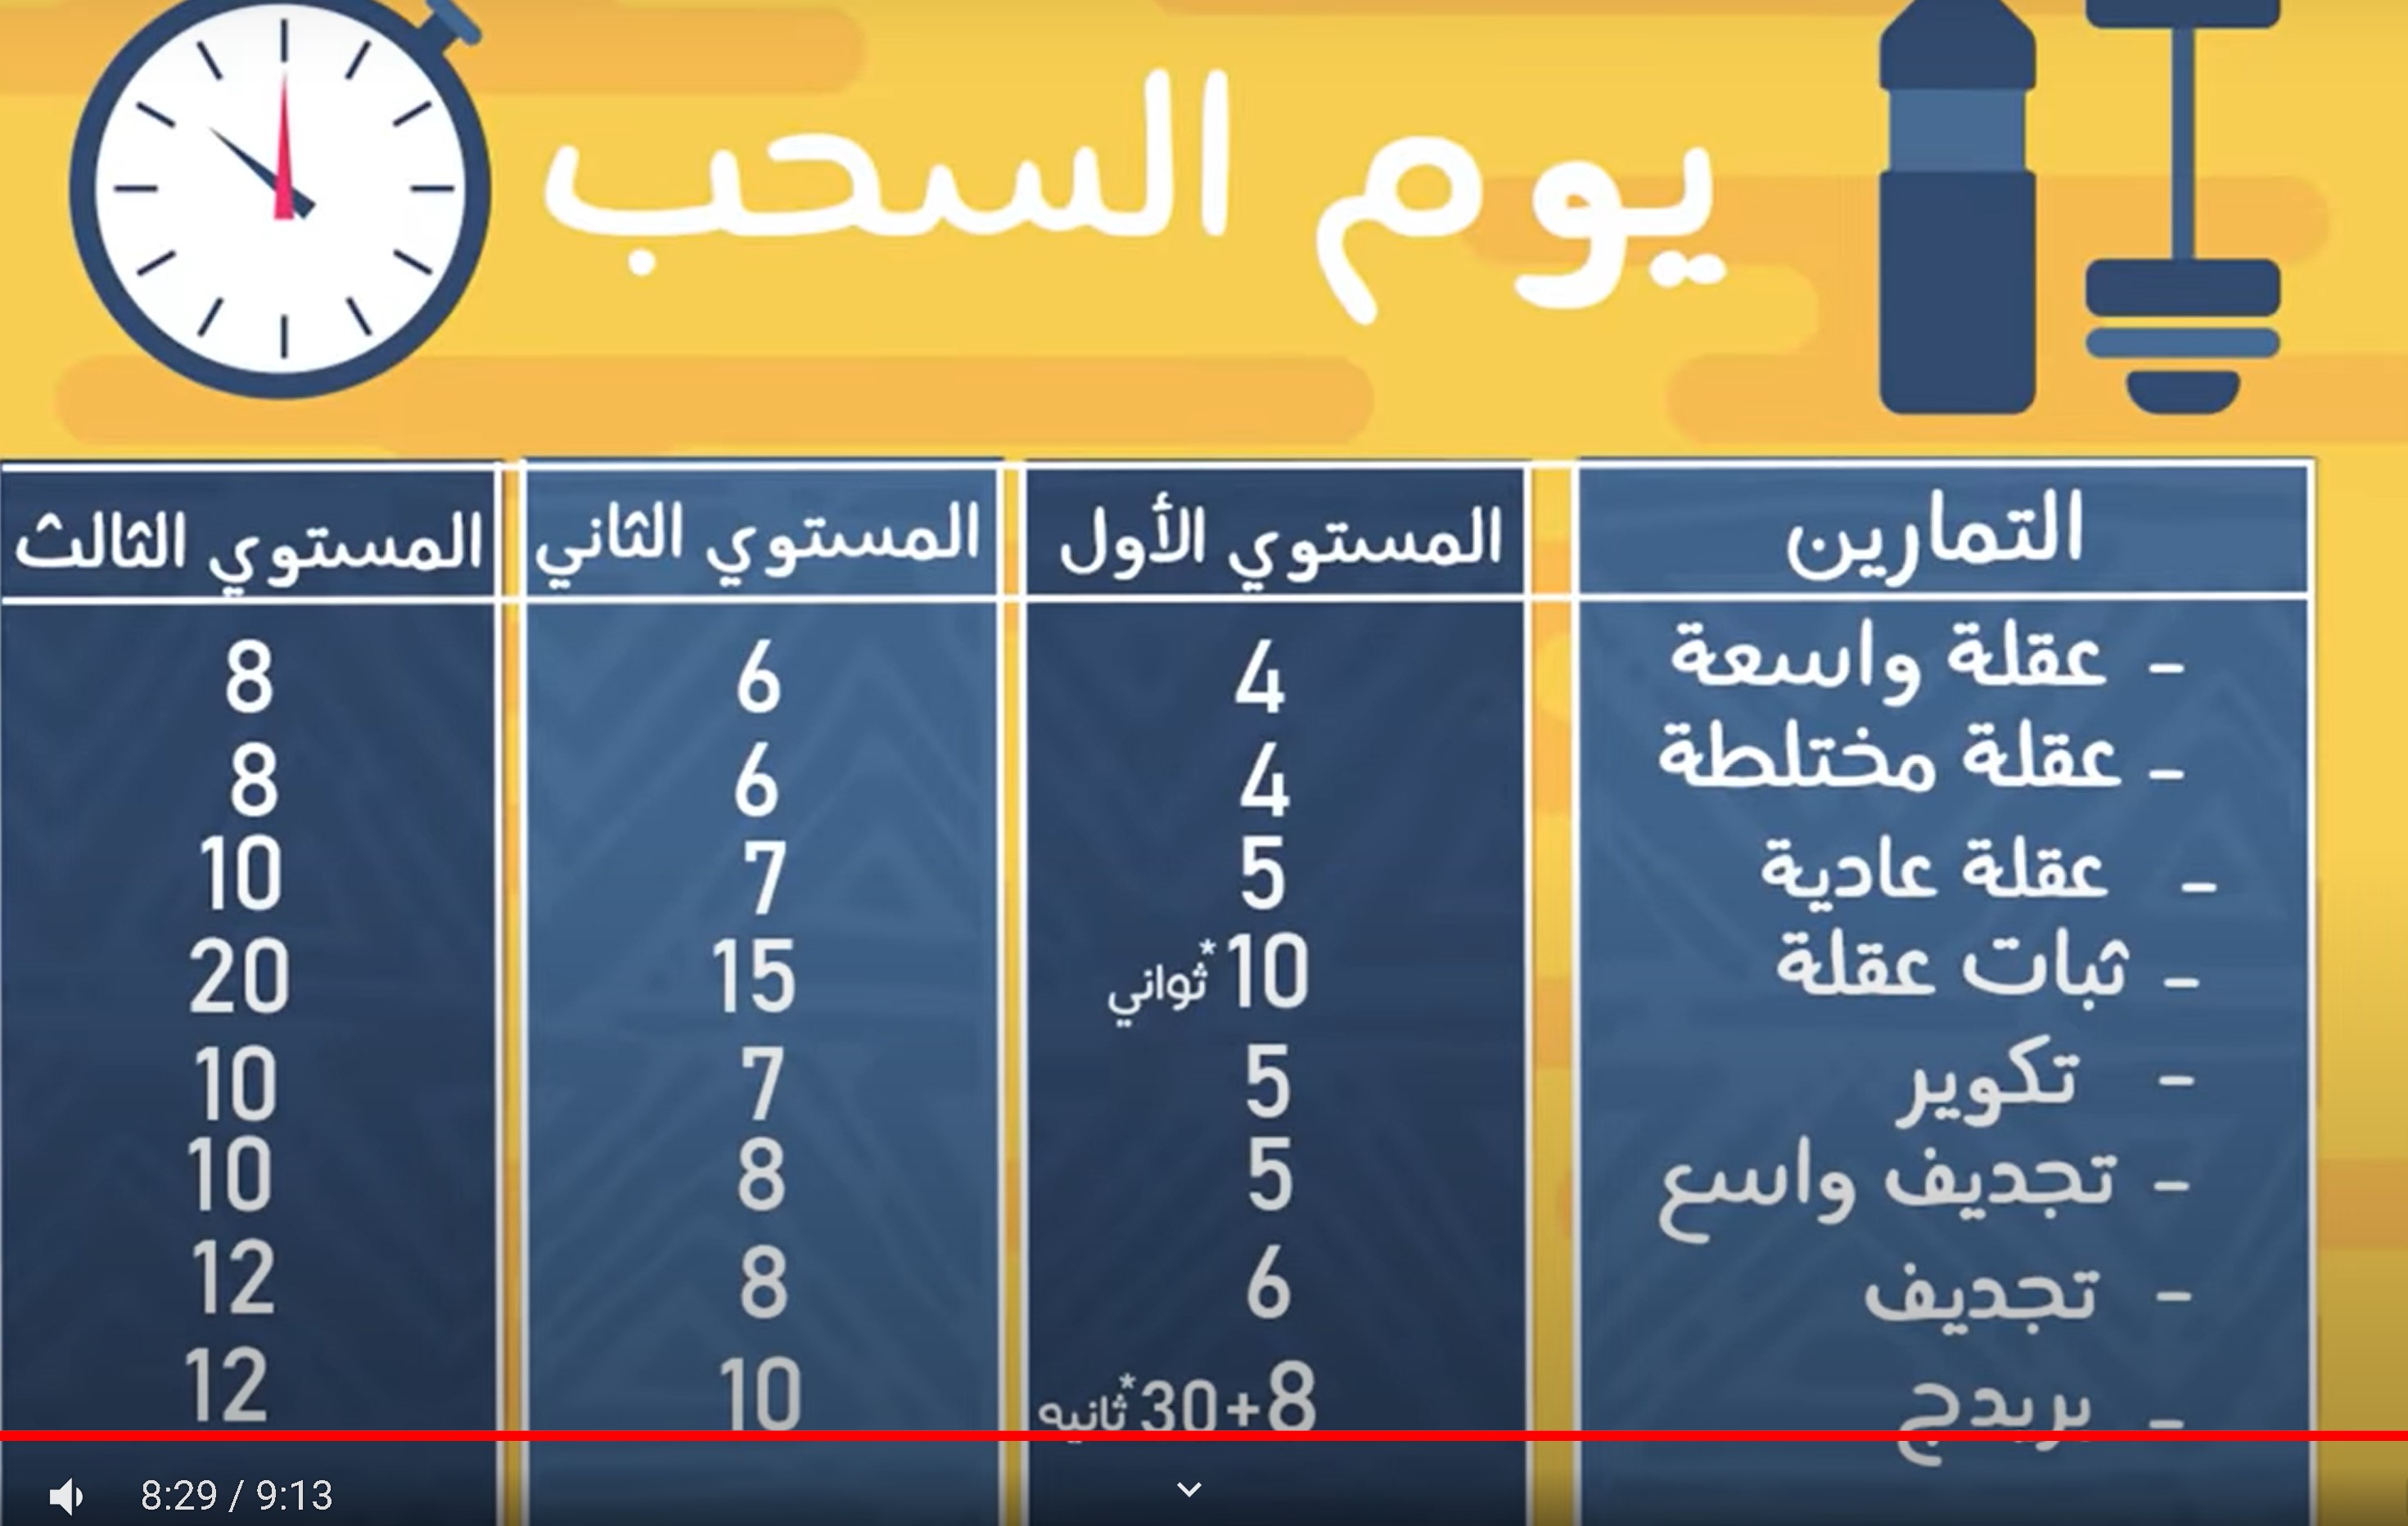 يوم السحب
التمارين المستوي الأول المستوي الثاني المستوي الثالث
- عقلة واسعة 4 6 8
- عقلة مختلطة 4 6 8
- عقلة عادية 5 7 10
- ثبات عقلة 10 *ثواني 15 20
- تكوير 5 7 10
- تجديف واسع 5 8 10
- تجديف 6 8 12
- بريدج 8+30 *ثانيه 10 12
8:29 / 9:13